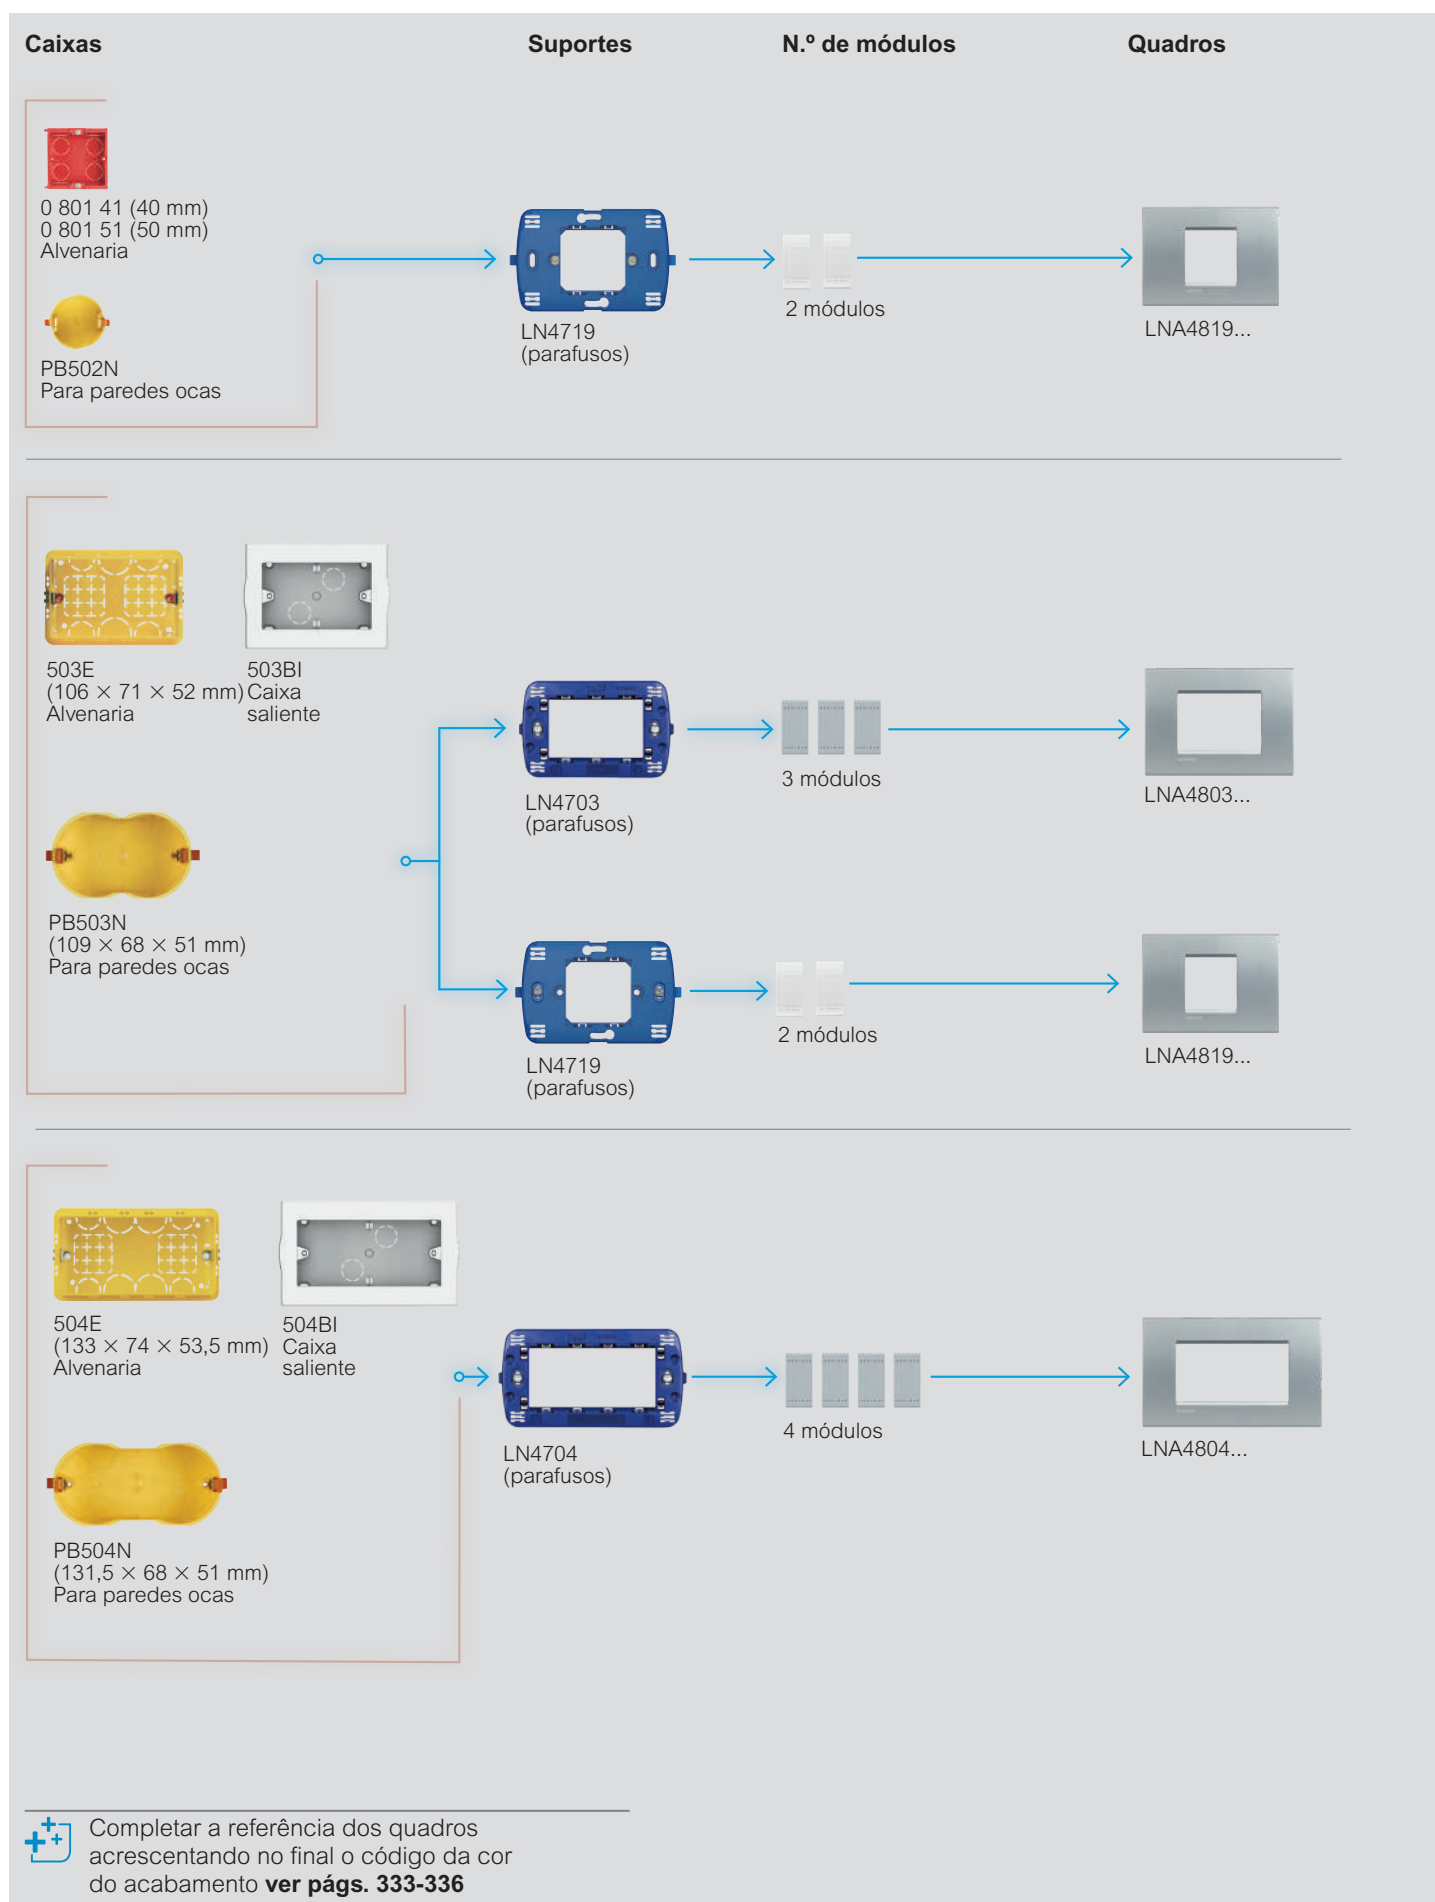 Caixas
Suportes
N.º de módulos
Quadros
0 801 41 (40 mm)
0 801 51 (50 mm)
Alvenaria
PB502N
Para paredes ocas
LN4719
(parafusos)
2 módulos
LNA4819...
503E
(106 × 71 × 52 mm)
Alvenaria
503BI
Caixa
saliente
PB503N
(109 × 68 × 51 mm)
Para paredes ocas
LN4703
(parafusos)
3 módulos
LNA4803...
LN4719
(parafusos)
2 módulos
LNA4819...
504E
(133 × 74 × 53,5 mm)
Alvenaria
504BI
Caixa
saliente
PB504N
(131,5 × 68 × 51 mm)
Para paredes ocas
LN4704
(parafusos)
4 módulos
LNA4804...
Completar a referência dos quadros
acrescentando no final o código da cor
do acabamento ver págs. 333-336